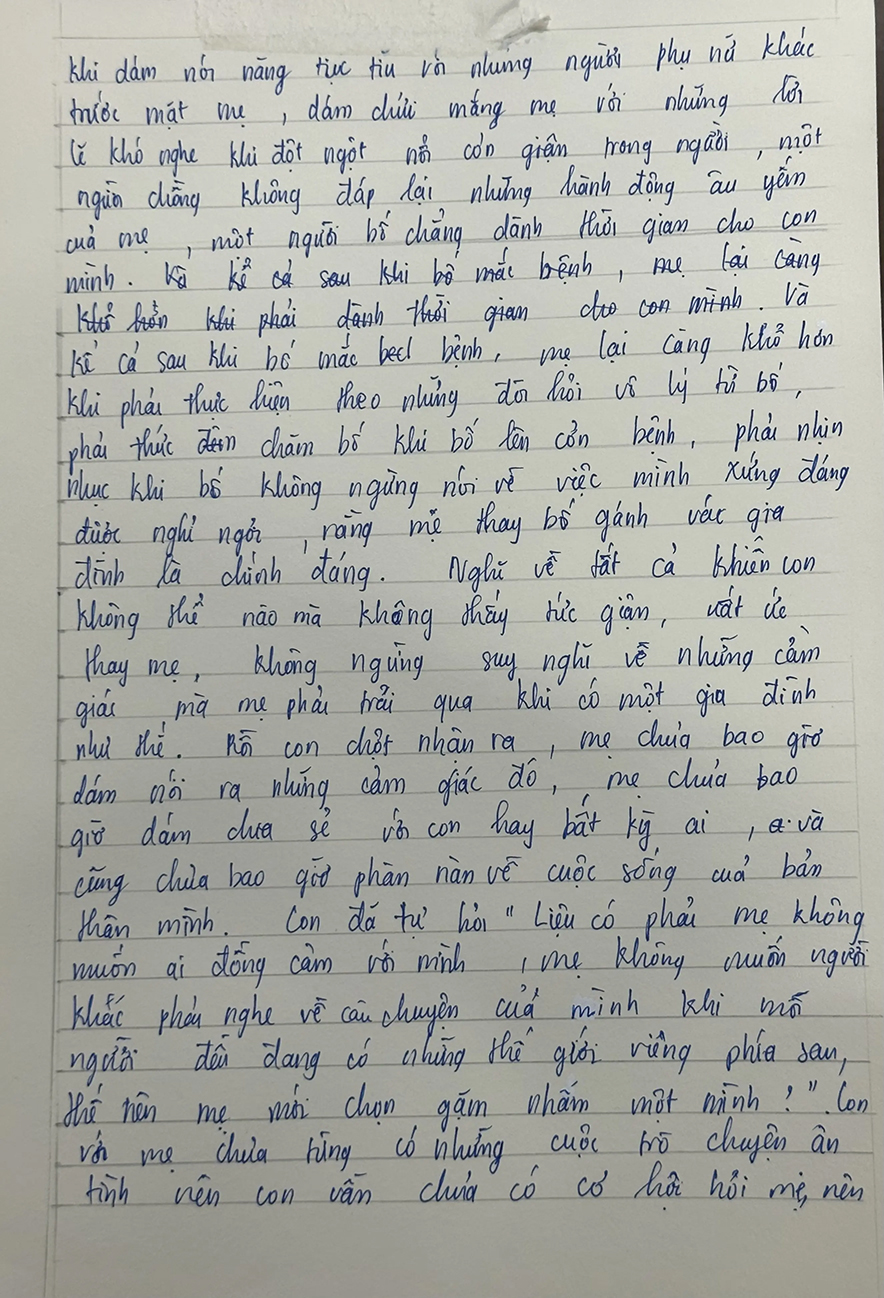 khi dám nói năng tục tĩu với những người phụ nữ khác
trước mặt mẹ , dám chửi mắng mẹ với những lời
lẽ khó nghe khi đột ngột nổi cơn giận trong người , một
người chồng không đáp lại những hành động âu yếm
của mẹ , một người bố chẳng dành thời gian cho con
mình . Và kể cả sau khi bố mắc bệnh , mẹ lại càng
khổ hơn khi phải dành thời gian cho con mình . Và
kể cả sau khi bố mắc becl bệnh , mẹ lại càng khổ hơn
khi phải thực hiện theo những đòi hỏi vô lý từ bố ,
phải thức đến chăm bố khi bố lên cơn bệnh , phải nhịn
nhục khi bố không ngừng nói về việc mình xứng đáng
được nghỉ ngơi , rằng mẹ thay bố gánh vác gia
đình là chính đáng . Nghĩ về tất cả khiến con
không thể nào mà không thấy tức giận , uất ức
thay mẹ , không ngừng suy nghĩ về những cảm
giác mà mẹ phải trải qua khi có một gia đình
như thế . Rồi con chợt nhận ra , mẹ chưa bao giờ
dám nói ra những cảm giác đó , mẹ chưa bao
giờ dám chia sẻ với con hay bất kỳ ai , và
cũng chưa bao giờ phàn nàn về cuộc sống của bản
thân mình . Con đã tự hỏi " Liệu có phải mẹ không
muốn ai đồng cảm với mình , mẹ không muốn người
khác phải nghe về câu chuyện của mình khi mỗi
người đều đang có những thế giới riêng phía sau ,
thế nên mẹ mới chọn gặm nhấm một mình ? " . Con
với mẹ chưa từng có những cuộc trò chuyện ân
tình nên con vẫn chưa có cơ hội hỏi mẹ, nên